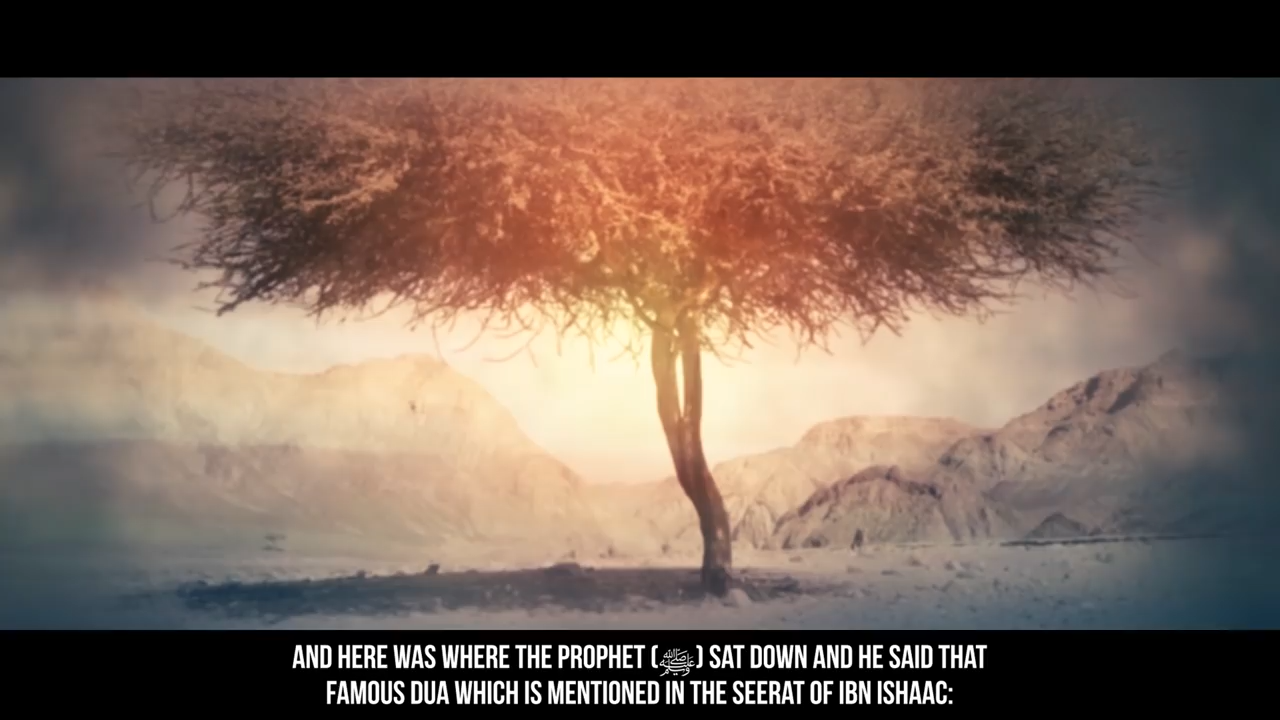 AND HERE WAS WHERE THE PROPHET (ﷺ) SAT DOWN AND HE SAID THAT
FAMOUS DUA WHICH IS MENTIONED IN THE SEERAT OF IBN ISHAAC: